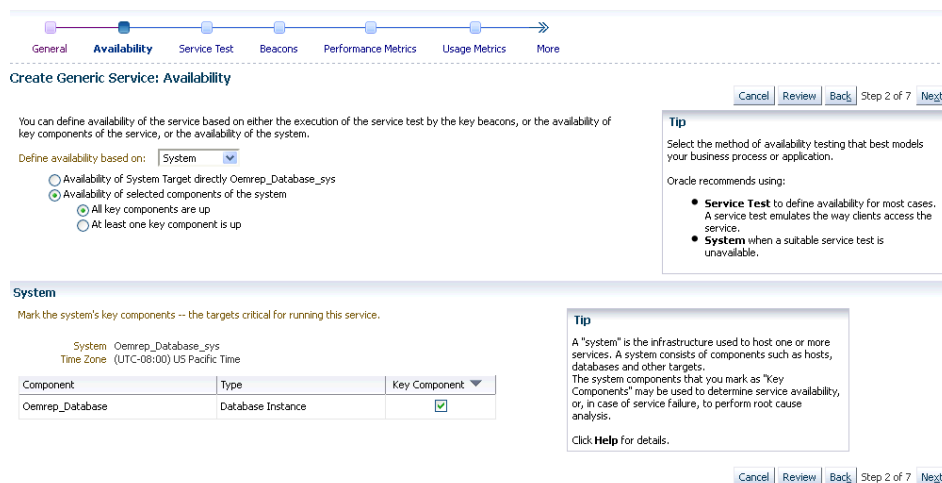 General Availability Service Test Beacons Performance Metrics Usage Metrics More
Create Generic Service: Availability
Cancel Review Back Step 2 of 7 Next
You can define availability of the service based on either the execution of the service test by the key beacons, or the availability of
key components of the service, or the availability of the system.
Define availability based on: System
Availability of System Target directly Oemrep_Database_sys
Availability of selected components of the system
All key components are up
At least one key component is up
Tip
Select the method of availability testing that best models
your business process or application.
Oracle recommends using:
Service Test to define availability for most cases.
A service test emulates the way clients access the
service.
System when a suitable service test is
unavailable.
System
Mark the system's key components -- the targets critical for running this service.
System Oemrep_Database_sys
Time Zone (UTC-08:00) US Pacific Time
Component Type Key Component
Oemrep_Database Database Instance
Tip
A "system" is the infrastructure used to host one or more
services. A system consists of components such as hosts,
databases and other targets.
The system components that you mark as "Key
Components" may be used to determine service availability,
or, in case of service failure, to perform root cause
analysis.
Click Help for details.
Cancel Review Back Step 2 of 7 Next